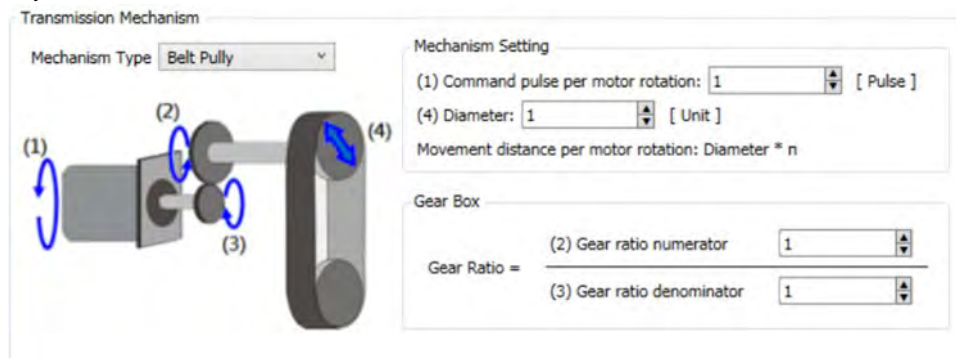 Transmission Mechanism
Mechanism Type Belt Pully
(1)
(2)
(3)
(4)
Mechanism Setting
(1) Command pulse per motor rotation: 1 [ Pulse ]
(4) Diameter: 1 [ Unit ]
Movement distance per motor rotation: Diameter * n
Gear Box
Gear Ratio =
(2) Gear ratio numerator 1
(3) Gear ratio denominator 1